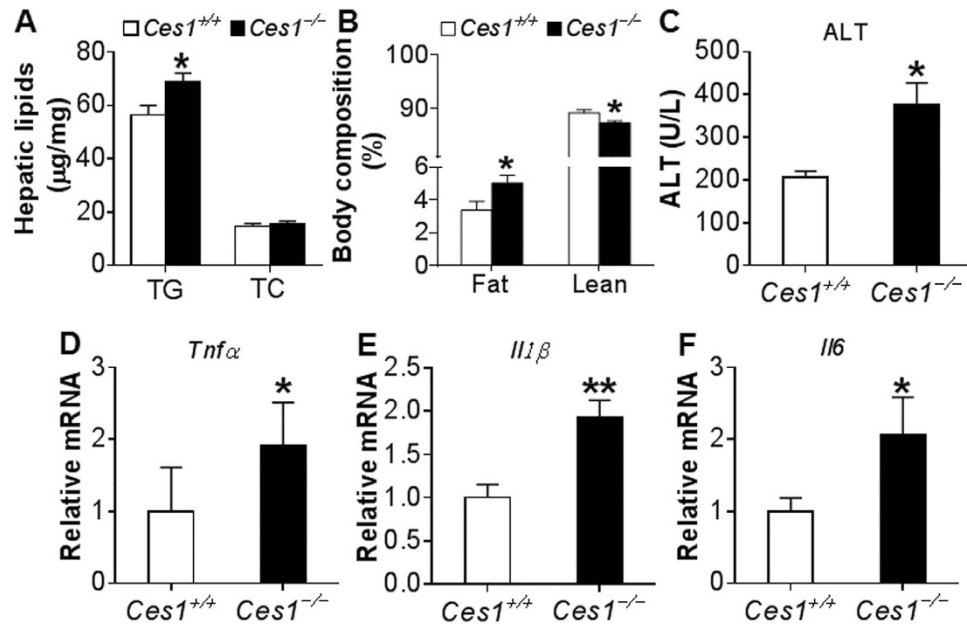 A
Ces1+/+ Ces1−/−
Hepatic lipids
(µg/mg)
80
60
40
20
0
TG TC
*
B
Ces1+/+ Ces1−/−
Body composition
(%)
98
90
6
4
2
0
Fat Lean
*
*
C
ALT
ALT (U/L)
500
400
300
200
100
0
Ces1+/+ Ces1−/−
*
D
Tnfα
Relative mRNA
3
2
1
0
Ces1+/+ Ces1−/−
*
E
Il1β
Relative mRNA
2.5
2.0
1.5
1.0
0.5
0.0
Ces1+/+ Ces1−/−
**
F
Il6
Relative mRNA
3
2
1
0
Ces1+/+ Ces1−/−
*